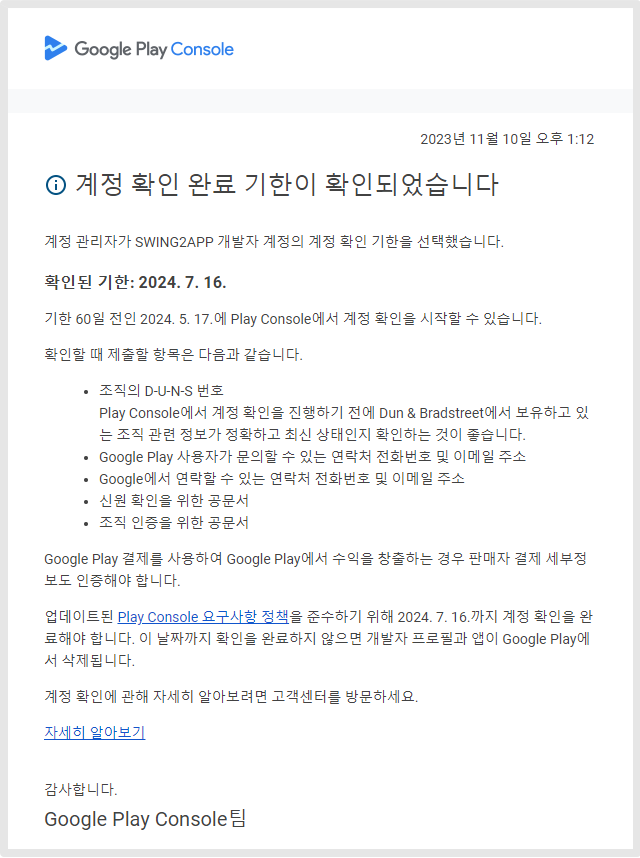 Google Play Console
2023년 11월 10일 오후 1:12
계정 확인 완료 기한이 확인되었습니다
계정 관리자가 SWING2APP 개발자 계정의 계정 확인 기한을 선택했습니다.
확인된 기한: 2024. 7. 16.
기한 60일 전인 2024. 5. 17.에 Play Console에서 계정 확인을 시작할 수 있습니다.
확인할 때 제출할 항목은 다음과 같습니다.
• 조직의 D-U-N-S 번호
Play Console에서 계정 확인을 진행하기 전에 Dun & Bradstreet에서 보유하고 있
는 조직 관련 정보가 정확하고 최신 상태인지 확인하는 것이 좋습니다.
• Google Play 사용자가 문의할 수 있는 연락처 전화번호 및 이메일 주소
• Google에서 연락할 수 있는 연락처 전화번호 및 이메일 주소
• 신원 확인을 위한 공문서
• 조직 인증을 위한 공문서
Google Play 결제를 사용하여 Google Play에서 수익을 창출하는 경우 판매자 결제 세부정
보도 인증해야 합니다.
업데이트된 Play Console 요구사항 정책을 준수하기 위해 2024. 7. 16.까지 계정 확인을 완
료해야 합니다. 이 날짜까지 확인을 완료하지 않으면 개발자 프로필과 앱이 Google Play에
서 삭제됩니다.
계정 확인에 관해 자세히 알아보려면 고객센터를 방문하세요.
자세히 알아보기
감사합니다.
Google Play Console팀